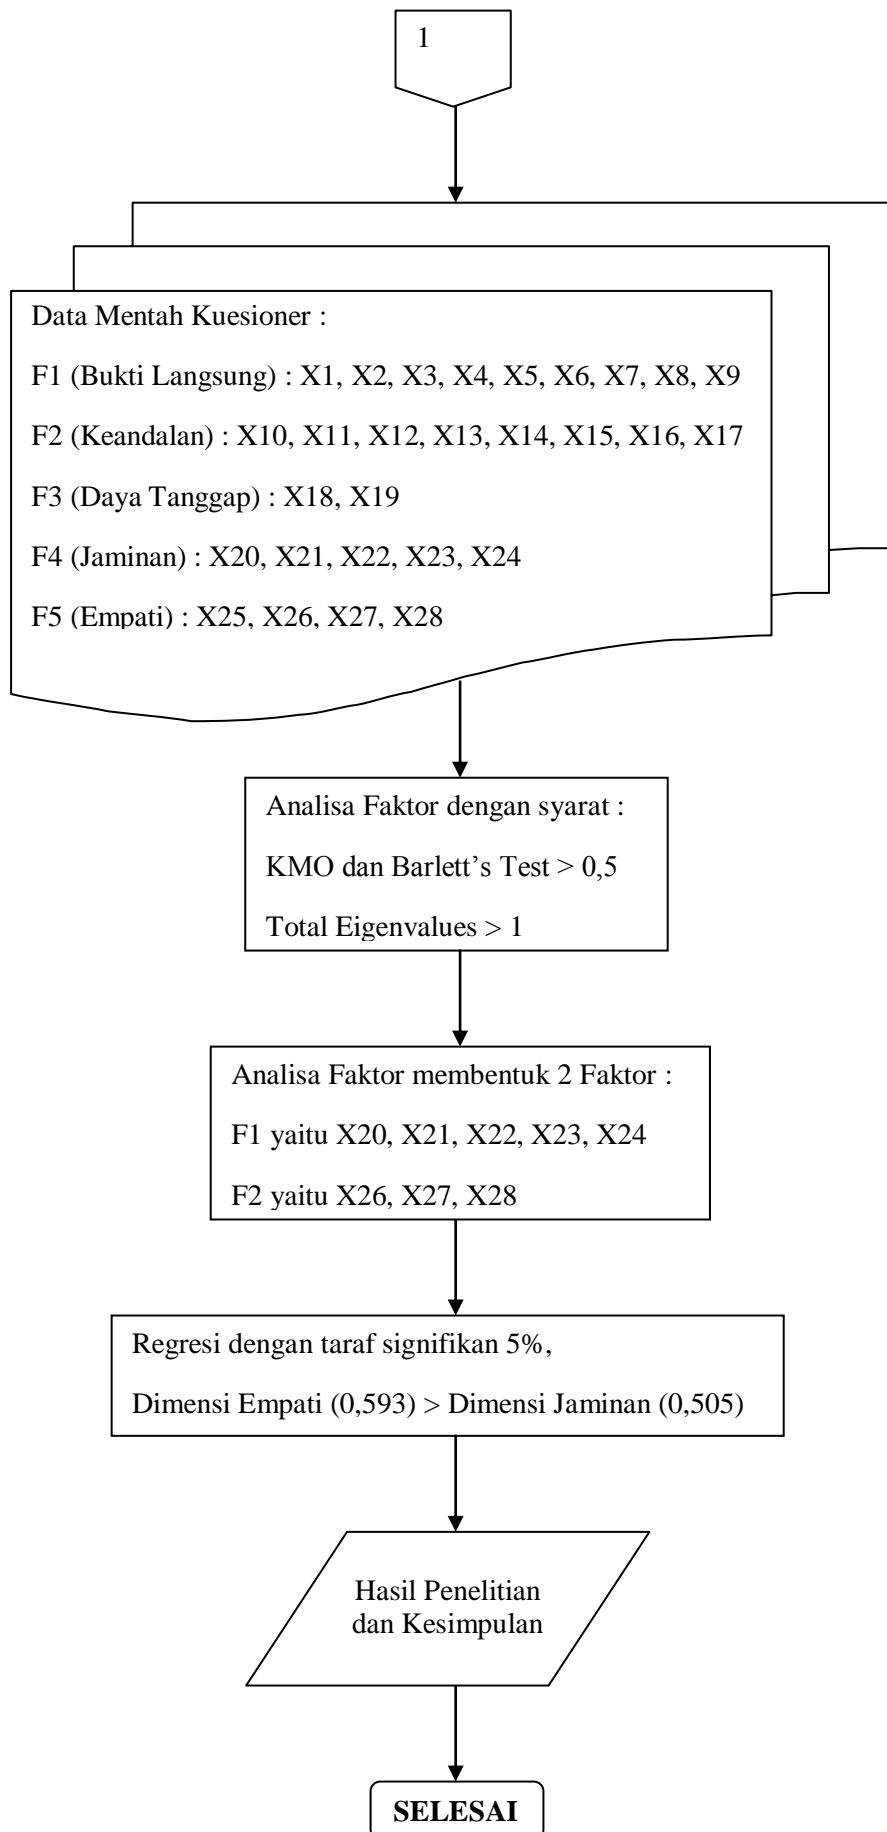 1
Data Mentah Kuesioner :
F1 (Bukti Langsung) : X1, X2, X3, X4, X5, X6, X7, X8, X9
F2 (Keandalan) : X10, X11, X12, X13, X14, X15, X16, X17
F3 (Daya Tanggap) : X18, X19
F4 (Jaminan) : X20, X21, X22, X23, X24
F5 (Empati) : X25, X26, X27, X28
Analisa Faktor dengan syarat :
KMO dan Barlett’s Test > 0,5
Total Eigenvalues > 1
Analisa Faktor membentuk 2 Faktor :
F1 yaitu X20, X21, X22, X23, X24
F2 yaitu X26, X27, X28
Regresi dengan taraf signifikan 5%,
Dimensi Empati (0,593) > Dimensi Jaminan (0,505)
Hasil Penelitian
dan Kesimpulan
SELESAI